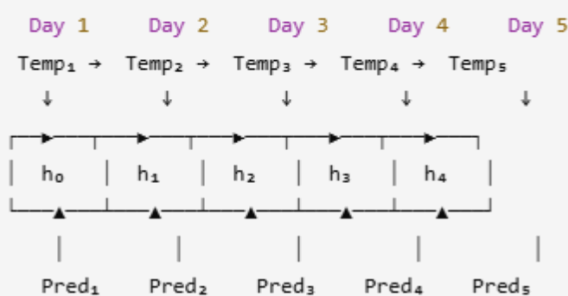 Day 1 Day 2 Day 3 Day 4 Day 5
Temp₁ → Temp₂ → Temp₃ → Temp₄ → Temp₅
↓ ↓ ↓ ↓ ↓
┌──►───┬───►───┬───►───┬───►───┬───►───┐
│ h₀ │ h₁ │ h₂ │ h₃ │ h₄ │
└───▲───┴───▲───┴───▲───┴───▲───┴───▲───┘
│ │ │ │ │
Pred₁ Pred₂ Pred₃ Pred₄ Pred₅